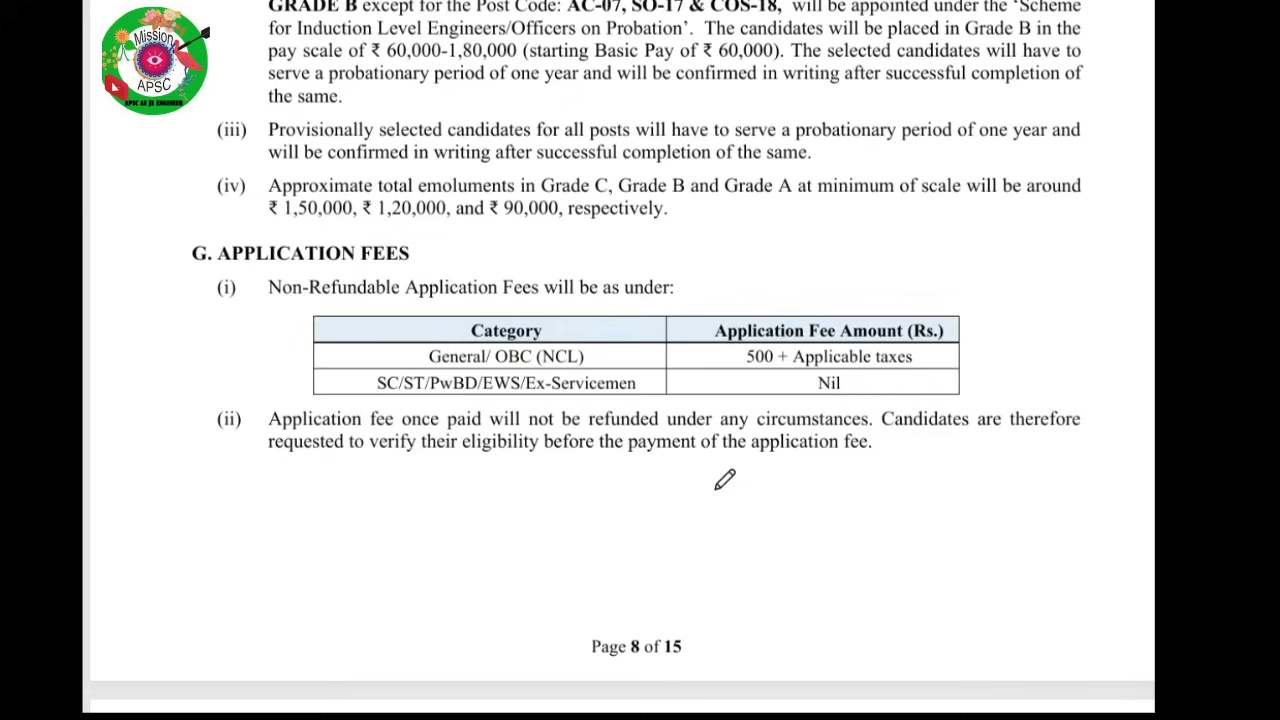 Mission
APSC
APSC AE JE ENGINEER
GRADE B except for the Post Code: AC-07, SO-17 & COS-18, will be appointed under the ‘Scheme
for Induction Level Engineers/Officers on Probation’. The candidates will be placed in Grade B in the
pay scale of ₹ 60,000-1,80,000 (starting Basic Pay of ₹ 60,000). The selected candidates will have to
serve a probationary period of one year and will be confirmed in writing after successful completion of
the same.
(iii) Provisionally selected candidates for all posts will have to serve a probationary period of one year and
will be confirmed in writing after successful completion of the same.
(iv) Approximate total emoluments in Grade C, Grade B and Grade A at minimum of scale will be around
₹ 1,50,000, ₹ 1,20,000, and ₹ 90,000, respectively.
G. APPLICATION FEES
(i) Non-Refundable Application Fees will be as under:
Category Application Fee Amount (Rs.)
General/ OBC (NCL) 500 + Applicable taxes
SC/ST/PwBD/EWS/Ex-Servicemen Nil
(ii) Application fee once paid will not be refunded under any circumstances. Candidates are therefore
requested to verify their eligibility before the payment of the application fee.
Page 8 of 15